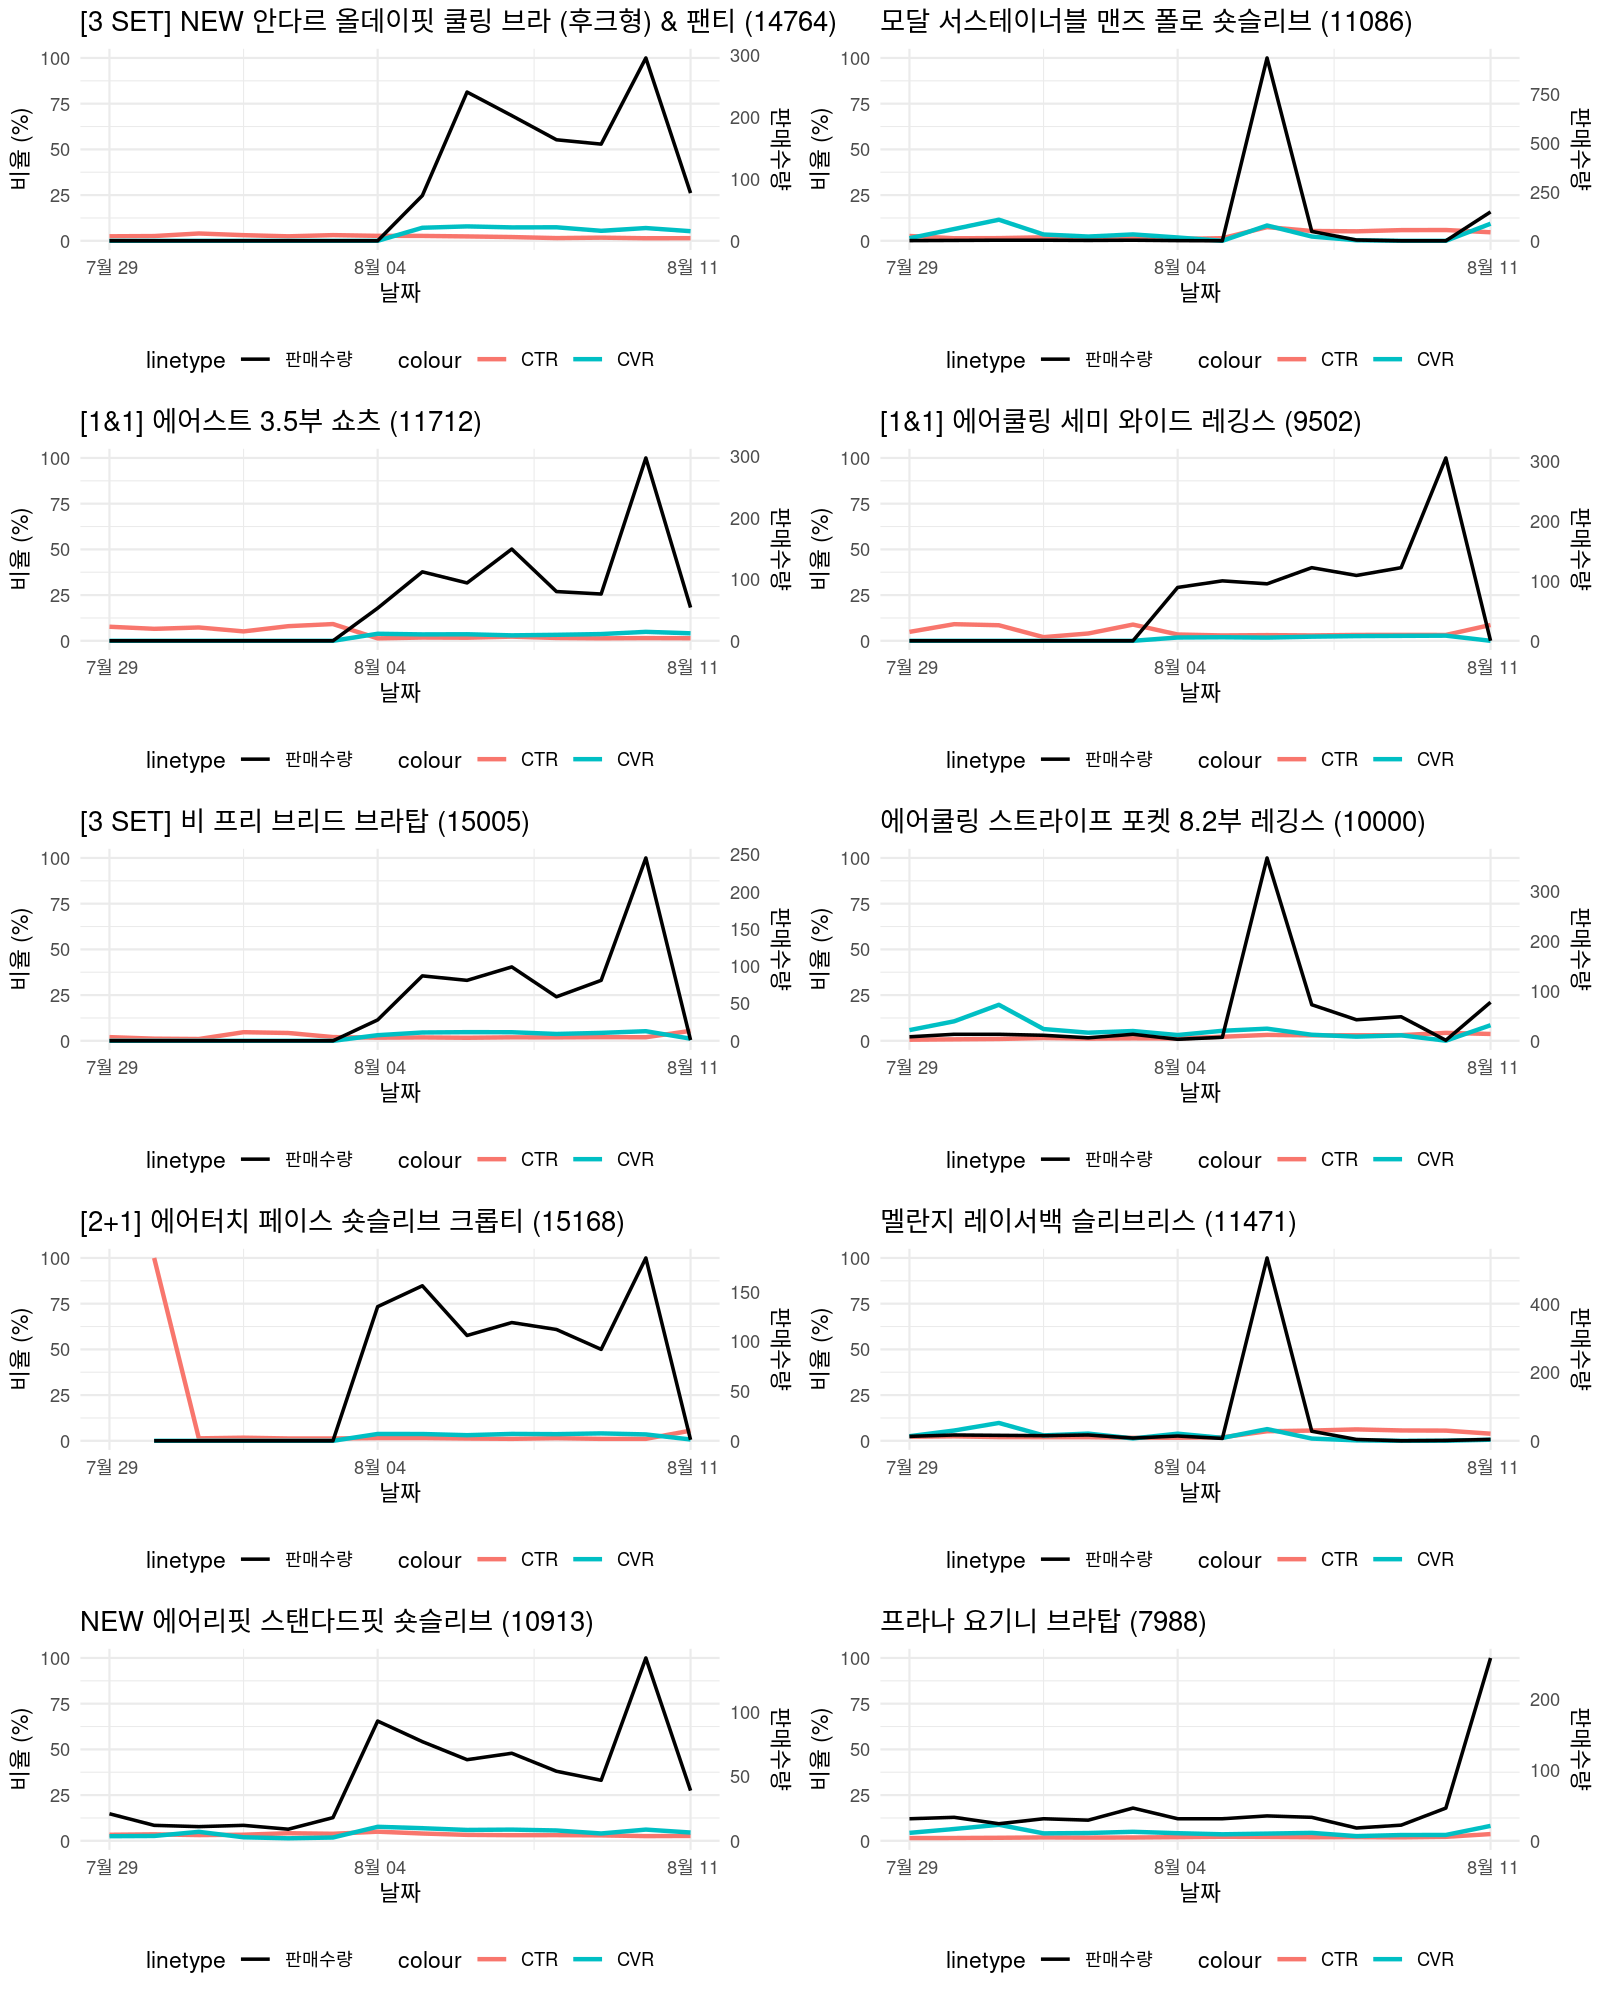 [3 SET] NEW 안다르 올데이핏 쿨링 브라 (후크형) & 팬티 (14764)
100
75
50
25
0
비율 (%)
300
200
100
0
판매수량
7월 29
8월 04
8월 11
날짜
linetype 판매수량 colour CTR CVR
모달 서스테이너블 맨즈 폴로 숏슬리브 (11086)
100
75
50
25
0
비율 (%)
750
500
250
0
판매수량
7월 29
8월 04
8월 11
날짜
linetype 판매수량 colour CTR CVR
[1&1] 에어스트 3.5부 쇼츠 (11712)
100
75
50
25
0
비율 (%)
300
200
100
0
판매수량
7월 29
8월 04
8월 11
날짜
linetype 판매수량 colour CTR CVR
[1&1] 에어쿨링 세미 와이드 레깅스 (9502)
100
75
50
25
0
비율 (%)
300
200
100
0
판매수량
7월 29
8월 04
8월 11
날짜
linetype 판매수량 colour CTR CVR
[3 SET] 비 프리 브리드 브라탑 (15005)
100
75
50
25
0
비율 (%)
250
200
150
100
50
0
판매수량
7월 29
8월 04
8월 11
날짜
linetype 판매수량 colour CTR CVR
에어쿨링 스트라이프 포켓 8.2부 레깅스 (10000)
100
75
50
25
0
비율 (%)
300
200
100
0
판매수량
7월 29
8월 04
8월 11
날짜
linetype 판매수량 colour CTR CVR
[2+1] 에어터치 페이스 숏슬리브 크롭티 (15168)
100
75
50
25
0
비율 (%)
150
100
50
0
판매수량
7월 29
8월 04
8월 11
날짜
linetype 판매수량 colour CTR CVR
멜란지 레이서백 슬리브리스 (11471)
100
75
50
25
0
비율 (%)
400
200
0
판매수량
7월 29
8월 04
8월 11
날짜
linetype 판매수량 colour CTR CVR
NEW 에어리핏 스탠다드핏 숏슬리브 (10913)
100
75
50
25
0
비율 (%)
100
50
0
판매수량
7월 29
8월 04
8월 11
날짜
linetype 판매수량 colour CTR CVR
프라나 요기니 브라탑 (7988)
100
75
50
25
0
비율 (%)
200
100
0
판매수량
7월 29
8월 04
8월 11
날짜
linetype 판매수량 colour CTR CVR